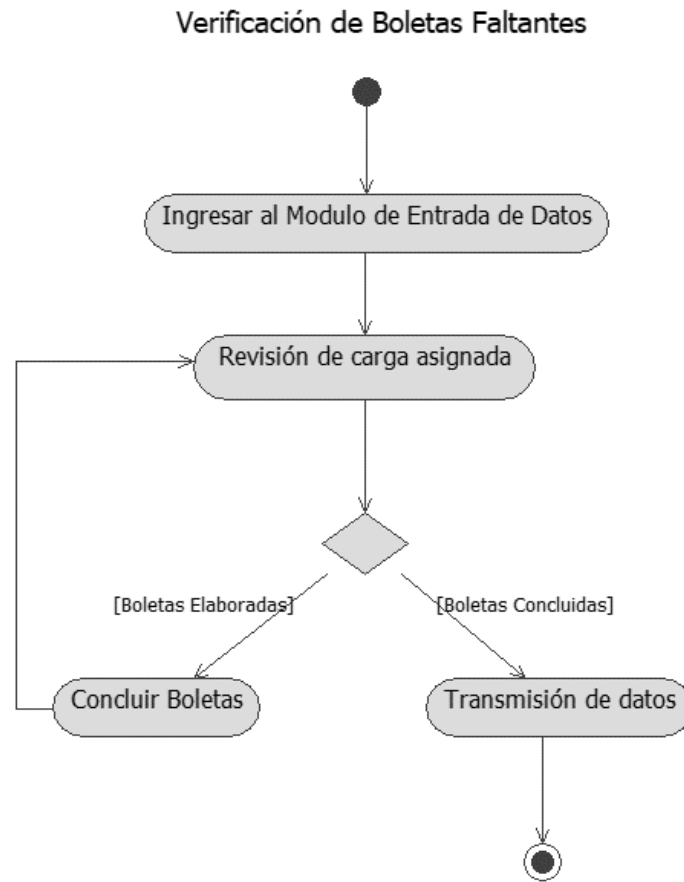 Verificación de Boletas Faltantes
Ingresar al Modulo de Entrada de Datos
Revisión de carga asignada
[Boletas Elaboradas]
[Boletas Concluidas]
Concluir Boletas
Transmisión de datos